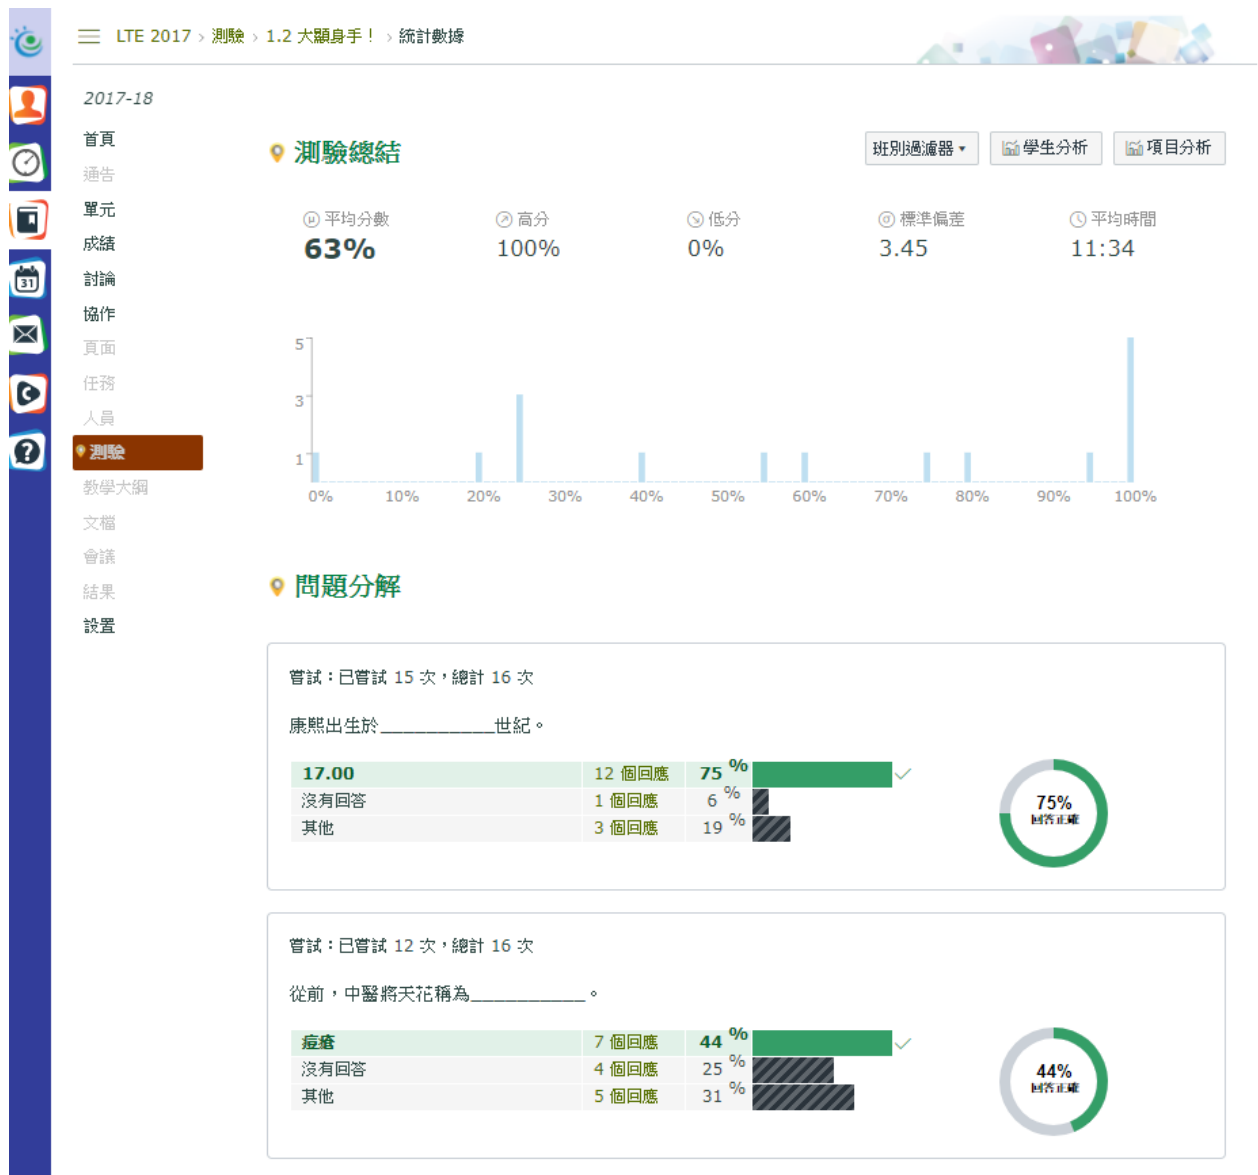 LTE 2017 › 測驗 › 1.2 大顯身手！ › 統計數據
2017-18
首頁
通告
單元
成績
討論
協作
頁面
任務
人員
測驗
教學大綱
文檔
會議
結果
設置
31
測驗總結
班別過濾器
學生分析
項目分析
平均分數
63%
高分
100%
低分
0%
標準偏差
3.45
平均時間
11:34
5
3
1
0% 10% 20% 30% 40% 50% 60% 70% 80% 90% 100%
問題分解
嘗試：已嘗試 15 次，總計 16 次
康熙出生於__________世紀。
17.00 12 個回應 75 %
沒有回答 1 個回應 6 %
其他 3 個回應 19 %
75%
回答正確
嘗試：已嘗試 12 次，總計 16 次
從前，中醫將天花稱為__________。
痘瘡 7 個回應 44 %
沒有回答 4 個回應 25 %
其他 5 個回應 31 %
44%
回答正確